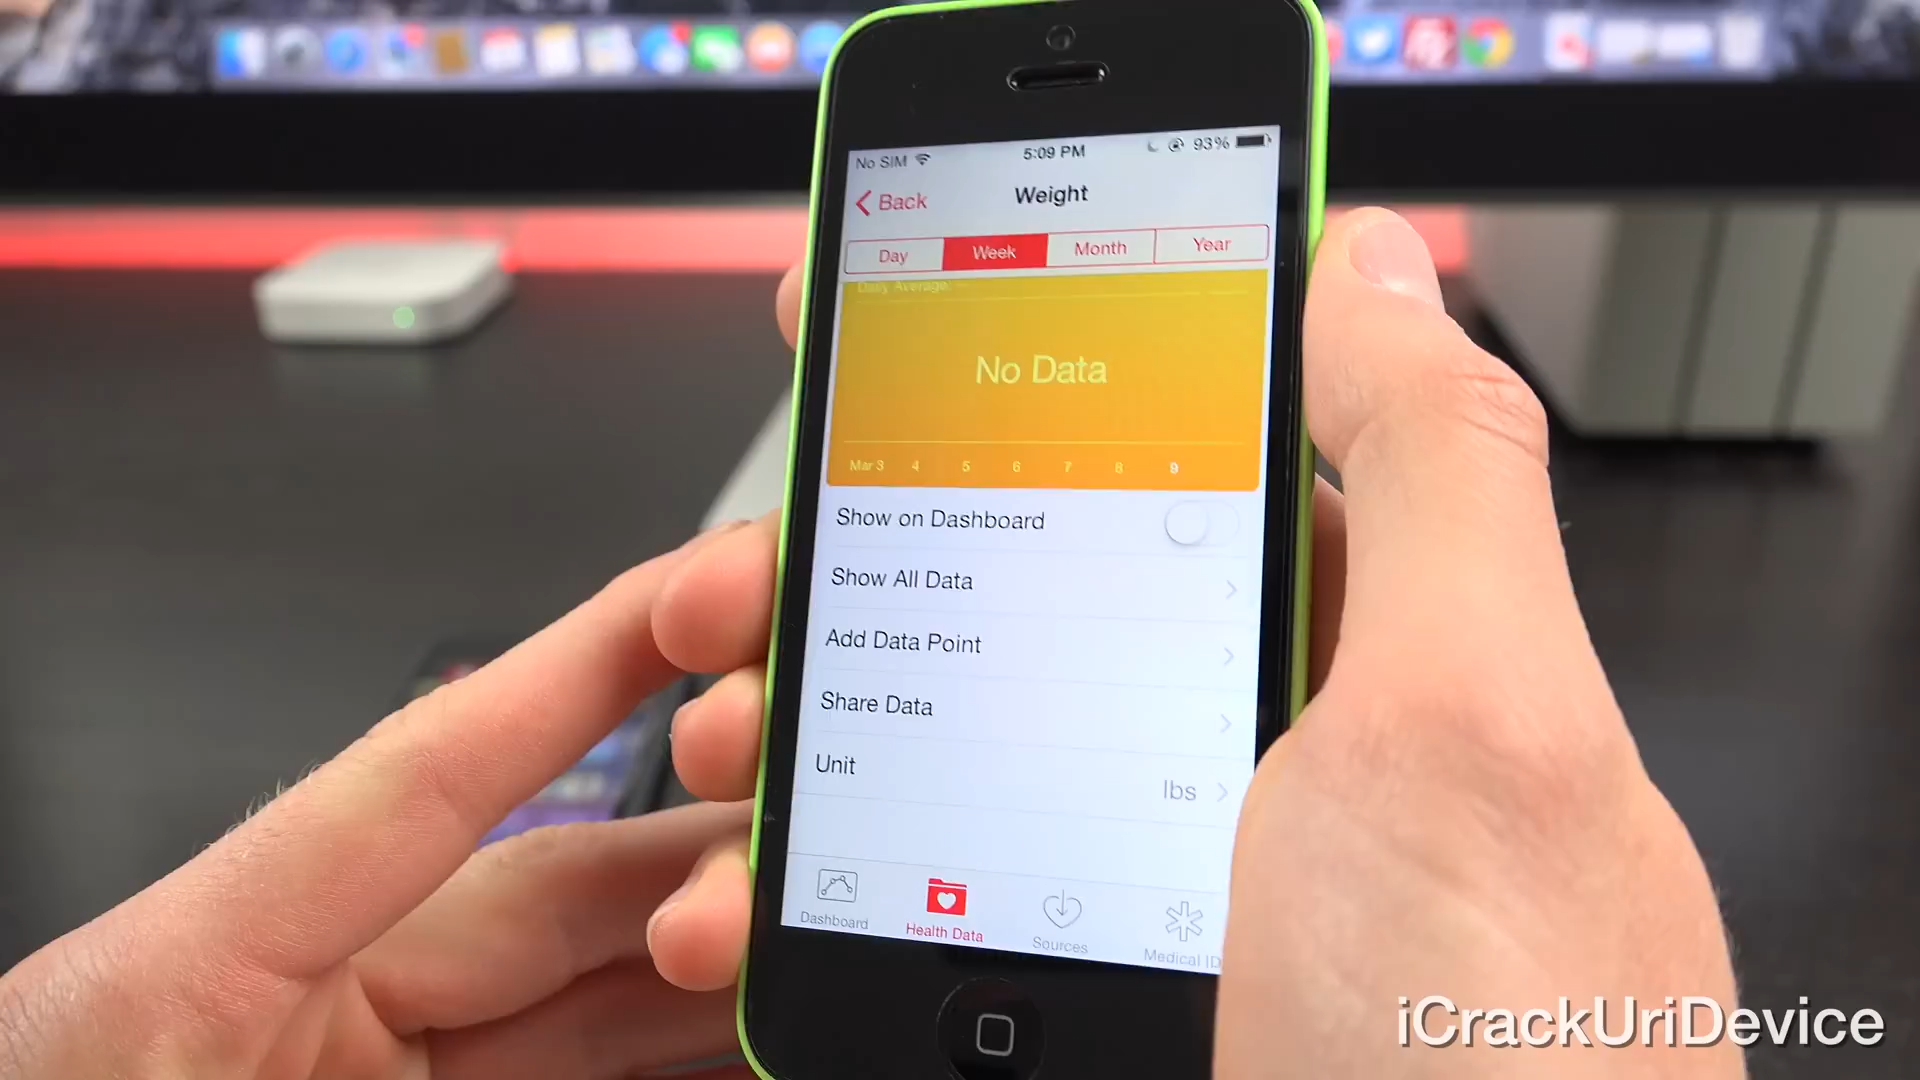 No SIM 5:09 PM 93%
Back Weight
Day Week Month Year
Daily Average: --
No Data
Mar 3 4 5 6 7 8 9
Show on Dashboard
Show All Data
Add Data Point
Share Data
Unit lbs
Dashboard Health Data Sources Medical ID
iCrackUriDevice